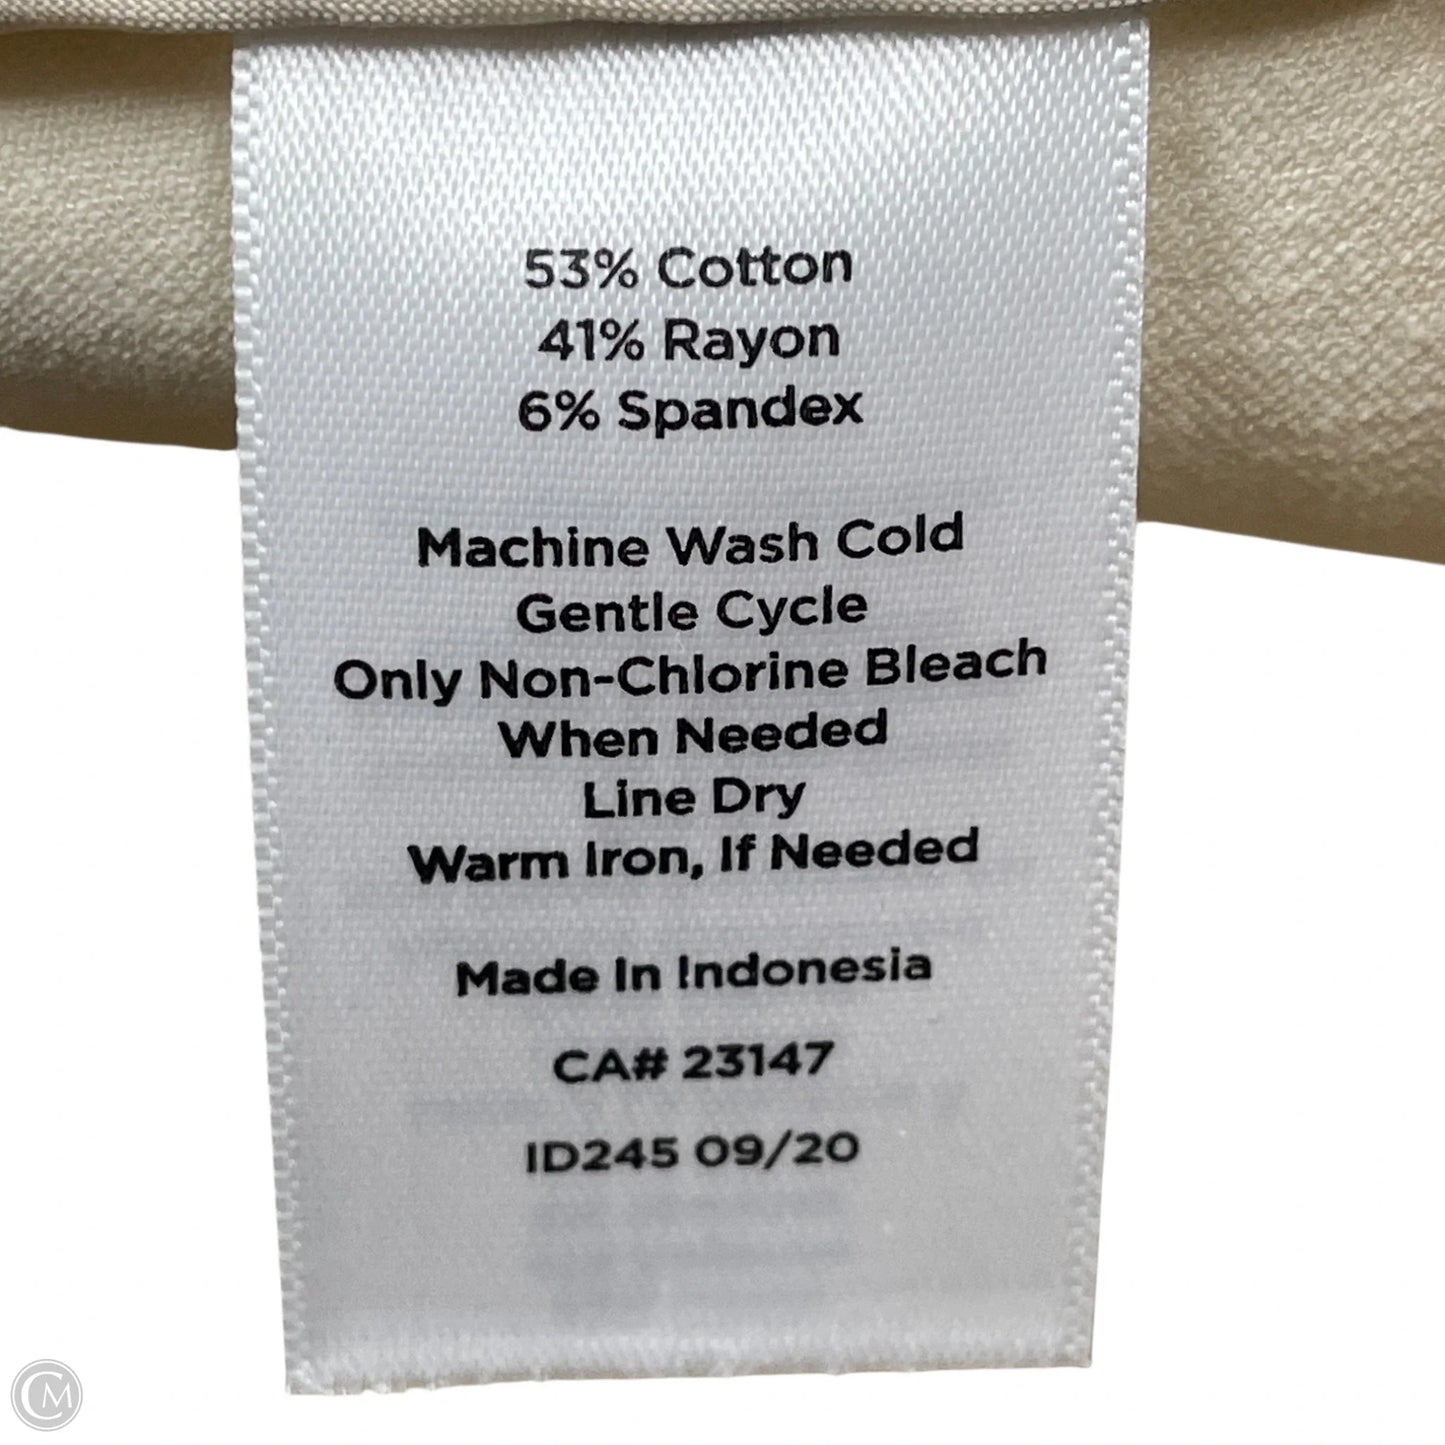 53% Cotton
41% Rayon
6% Spandex
Machine Wash Cold
Gentle Cycle
Only Non-Chlorine Bleach
When Needed
Line Dry
Warm Iron, If Needed
Made In Indonesia
CA# 23147
ID245 09/20
CM